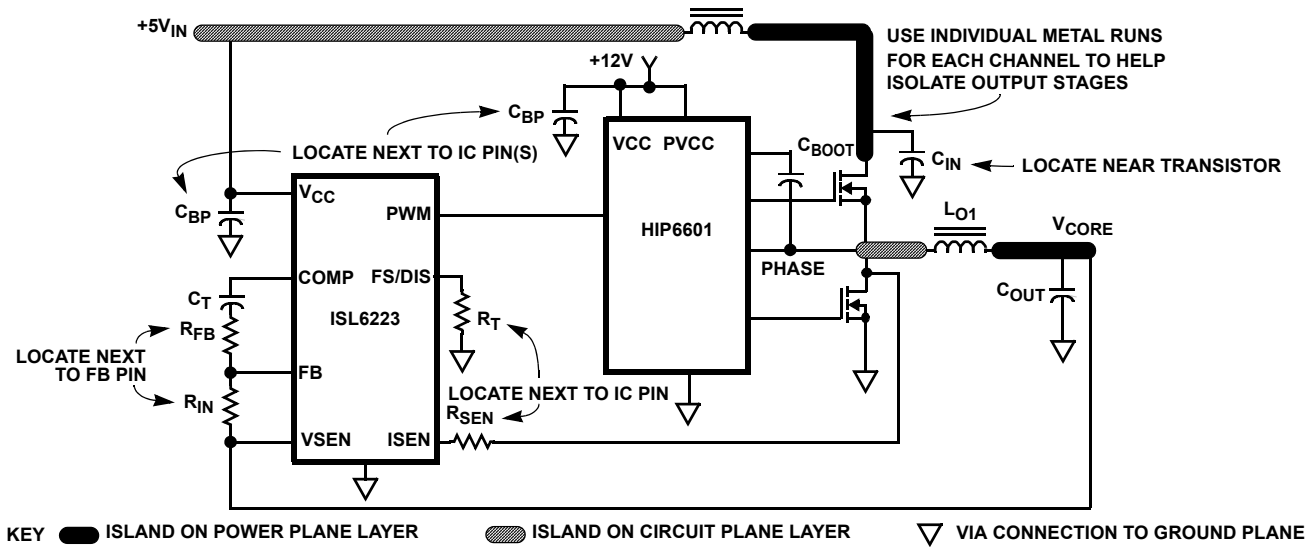 +5VIN
USE INDIVIDUAL METAL RUNS
FOR EACH CHANNEL TO HELP
ISOLATE OUTPUT STAGES
+12V
CBP
LOCATE NEXT TO IC PIN(S)
VCC PVCC
CBOOT
CIN
LOCATE NEAR TRANSISTOR
CBP
VCC
PWM
HIP6601
LO1
VCORE
PHASE
COMP
FS/DIS
CT
RFB
ISL6223
RT
COUT
LOCATE NEXT
TO FB PIN
FB
RIN
LOCATE NEXT TO IC PIN
RSEN
VSEN
ISEN
KEY
ISLAND ON POWER PLANE LAYER
ISLAND ON CIRCUIT PLANE LAYER
VIA CONNECTION TO GROUND PLANE